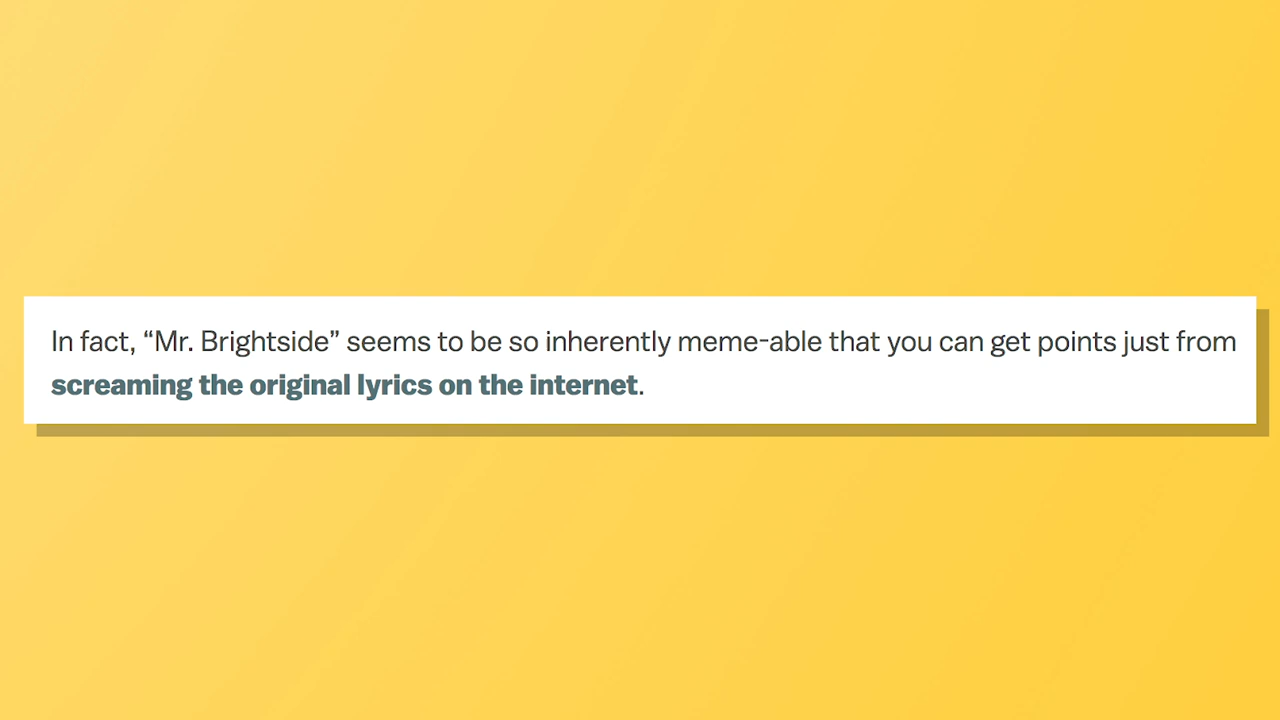 In fact, “Mr. Brightside” seems to be so inherently meme-able that you can get points just from
screaming the original lyrics on the internet.